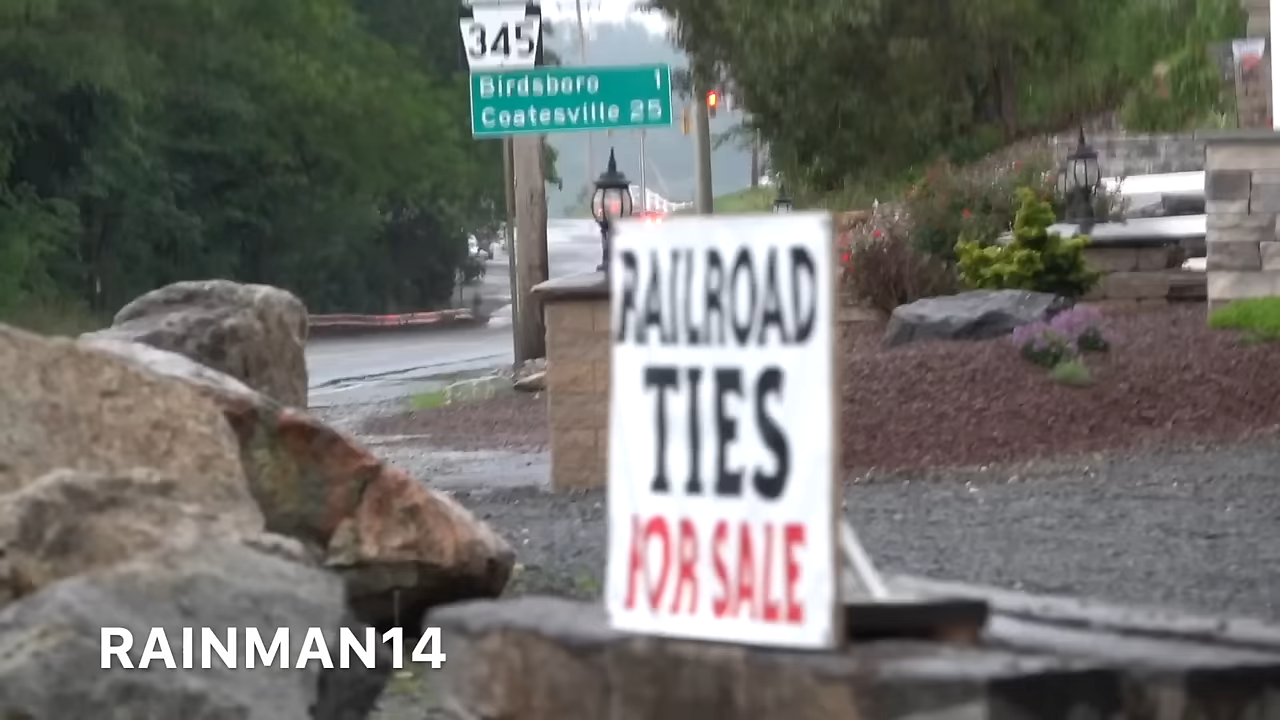 345
Birdsboro 1
Coatesville 25
RAILROAD
TIES
FOR SALE
RAINMAN14